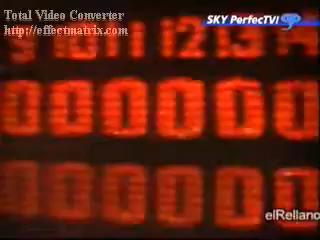 Total Video Converter
http://effectmatrix.com
SKY PerfecTV!
9 10 11 12 13 14
000000
000000
elRellano